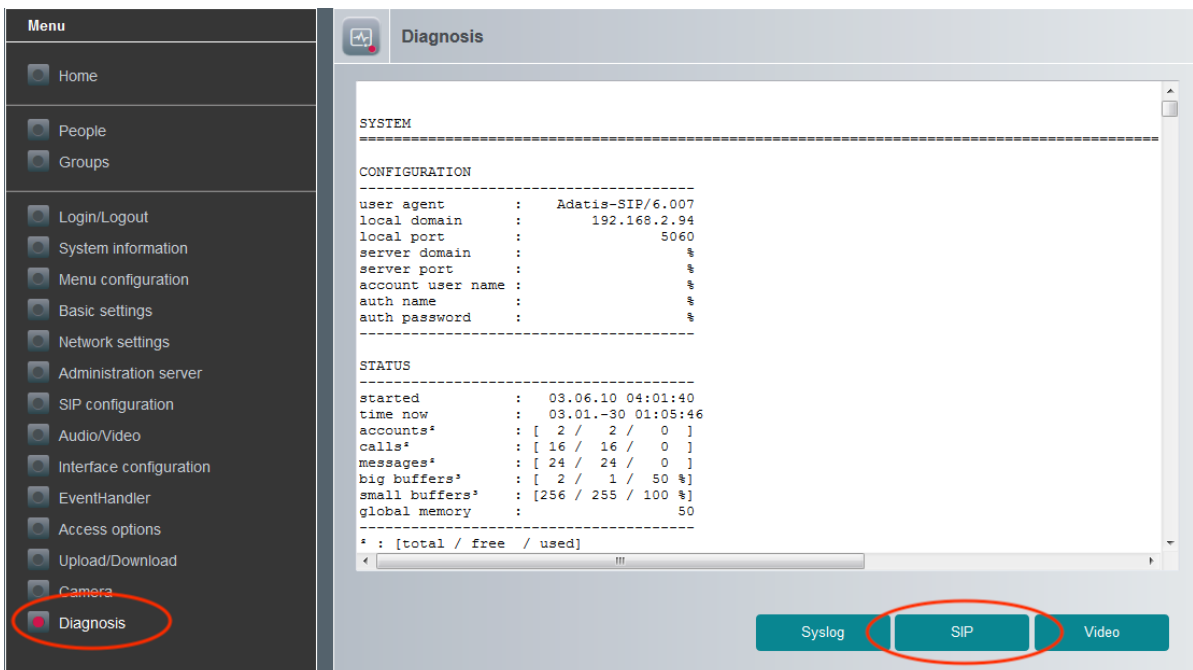 Menu
Home
People
Groups
Login/Logout
System information
Menu configuration
Basic settings
Network settings
Administration server
SIP configuration
Audio/Video
Interface configuration
EventHandler
Access options
Upload/Download
Camera
Diagnosis
Diagnosis
SYSTEM
================================================================================
CONFIGURATION
--------------------------------------
user agent : Adatis-SIP/6.007
local domain : 192.168.2.94
local port : 5060
server domain : %
server port : %
account user name : %
auth name : %
auth password : %
--------------------------------------
STATUS
--------------------------------------
started : 03.06.10 04:01:40
time now : 03.01.-30 01:05:46
accounts² : [ 2 / 2 / 0 ]
calls² : [ 16 / 16 / 0 ]
messages² : [ 24 / 24 / 0 ]
big buffers³ : [ 2 / 1 / 50 %]
small buffers³ : [256 / 255 / 100 %]
global memory : 50
--------------------------------------
² : [total / free / used]
Syslog SIP Video